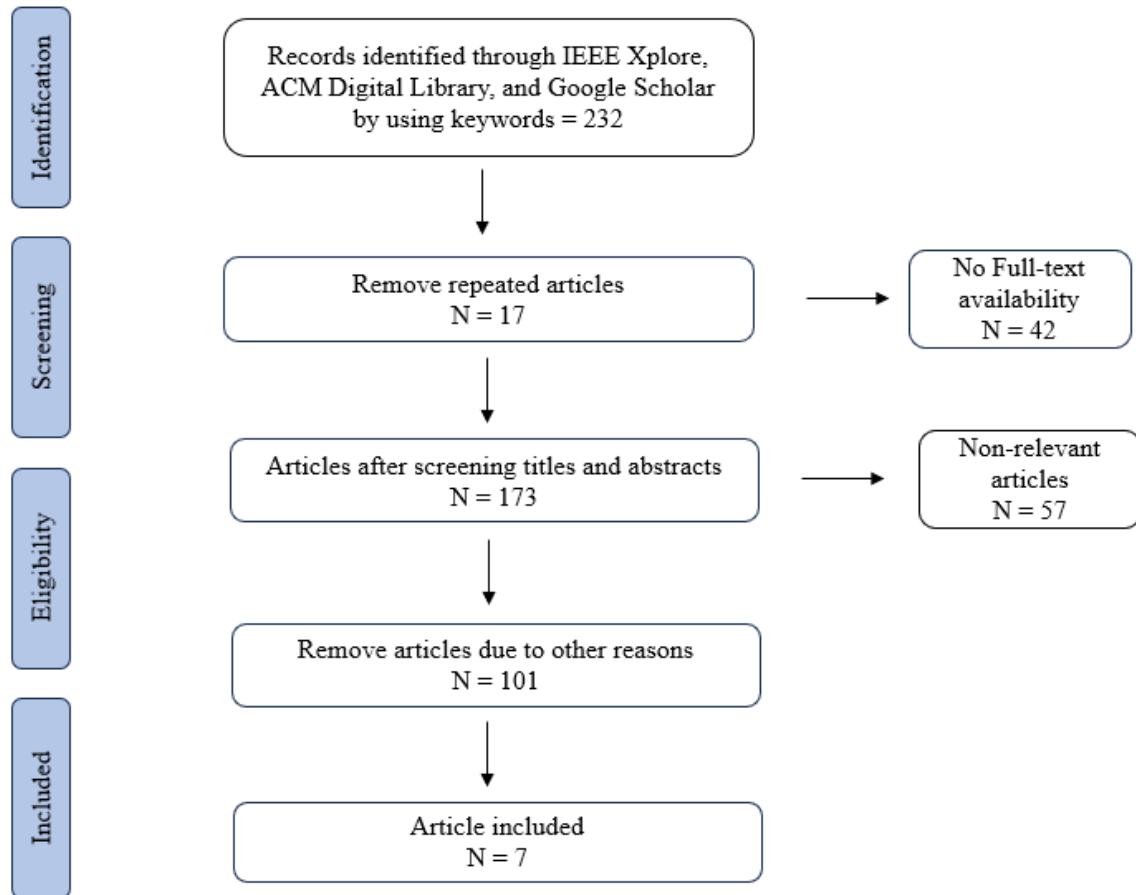 Identification
Records identified through IEEE Xplore,
ACM Digital Library, and Google Scholar
by using keywords = 232
Screening
Remove repeated articles
N = 17
No Full-text
availability
N = 42
Articles after screening titles and abstracts
N = 173
Non-relevant
articles
N = 57
Eligibility
Remove articles due to other reasons
N = 101
Included
Article included
N = 7